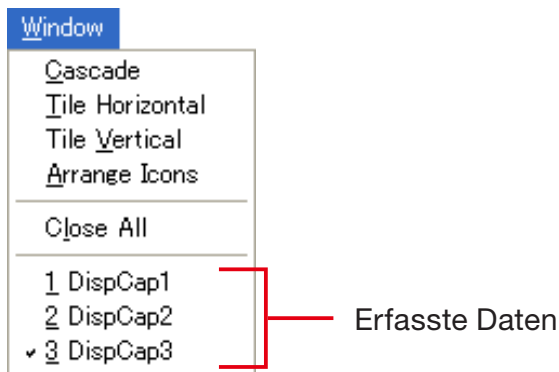 Window
Cascade
Tile Horizontal
Tile Vertical
Arrange Icons
Close All
1 DispCap1
2 DispCap2
✓ 3 DispCap3
Erfasste Daten